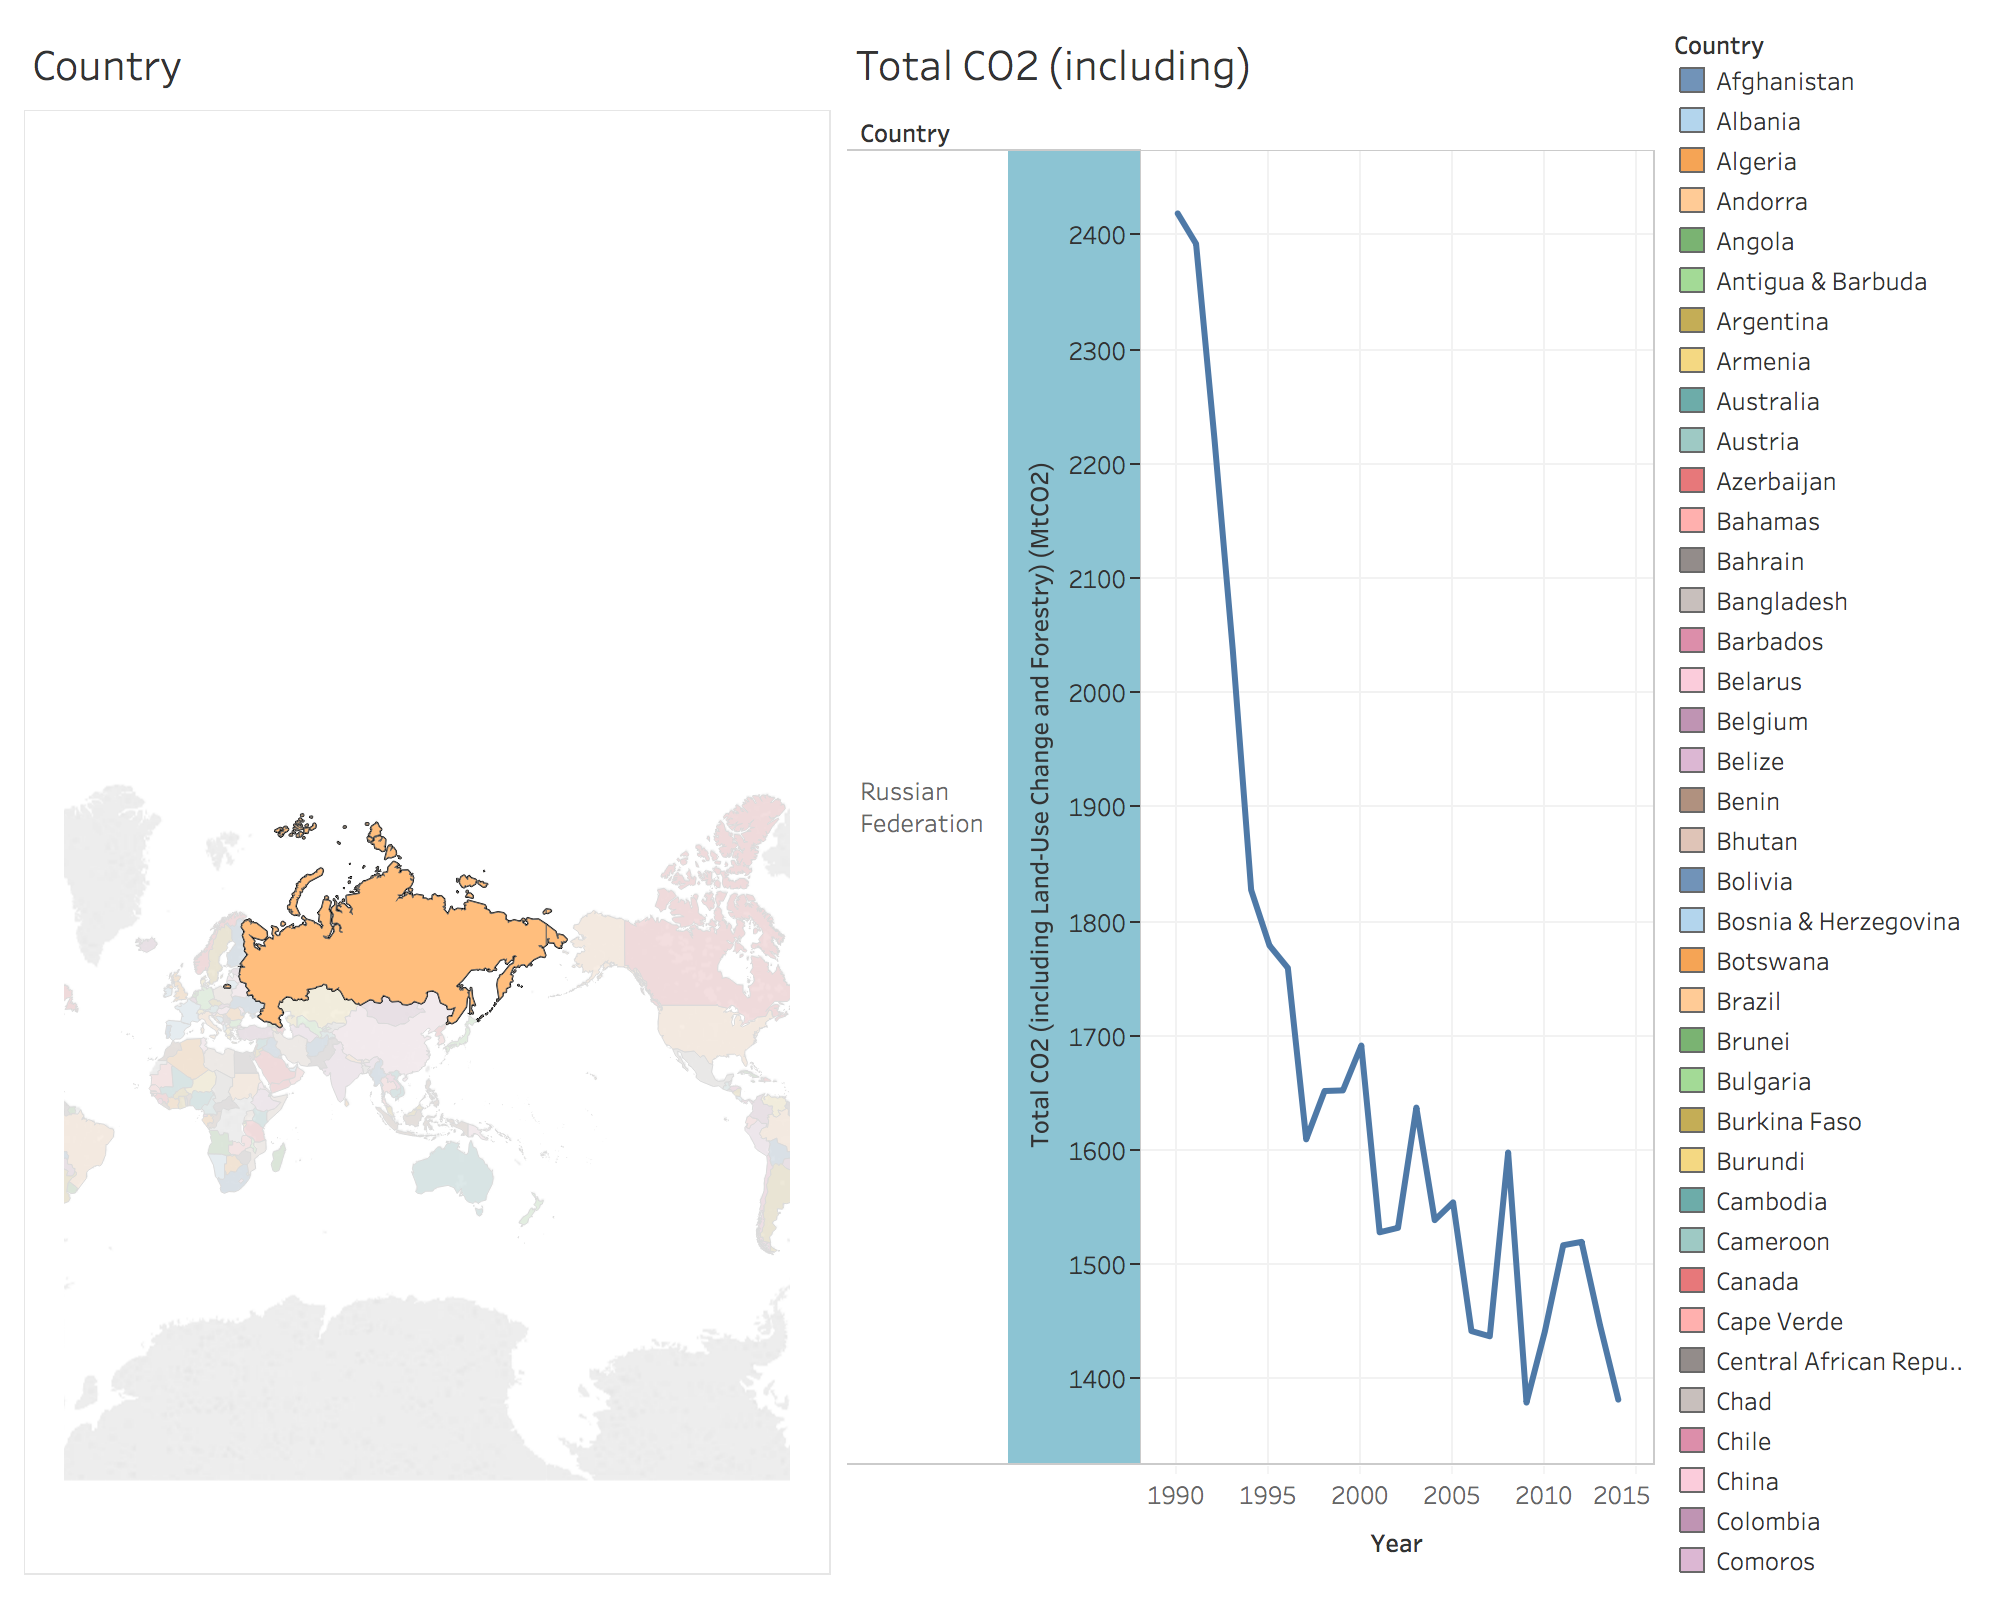 Country
Total CO2 (including)
Country
Russian
Federation
Total CO2 (including Land-Use Change and Forestry) (MtCO2)
2400
2300
2200
2100
2000
1900
1800
1700
1600
1500
1400
1990 1995 2000 2005 2010 2015
Year
Country
Afghanistan
Albania
Algeria
Andorra
Angola
Antigua & Barbuda
Argentina
Armenia
Australia
Austria
Azerbaijan
Bahamas
Bahrain
Bangladesh
Barbados
Belarus
Belgium
Belize
Benin
Bhutan
Bolivia
Bosnia & Herzegovina
Botswana
Brazil
Brunei
Bulgaria
Burkina Faso
Burundi
Cambodia
Cameroon
Canada
Cape Verde
Central African Repu..
Chad
Chile
China
Colombia
Comoros